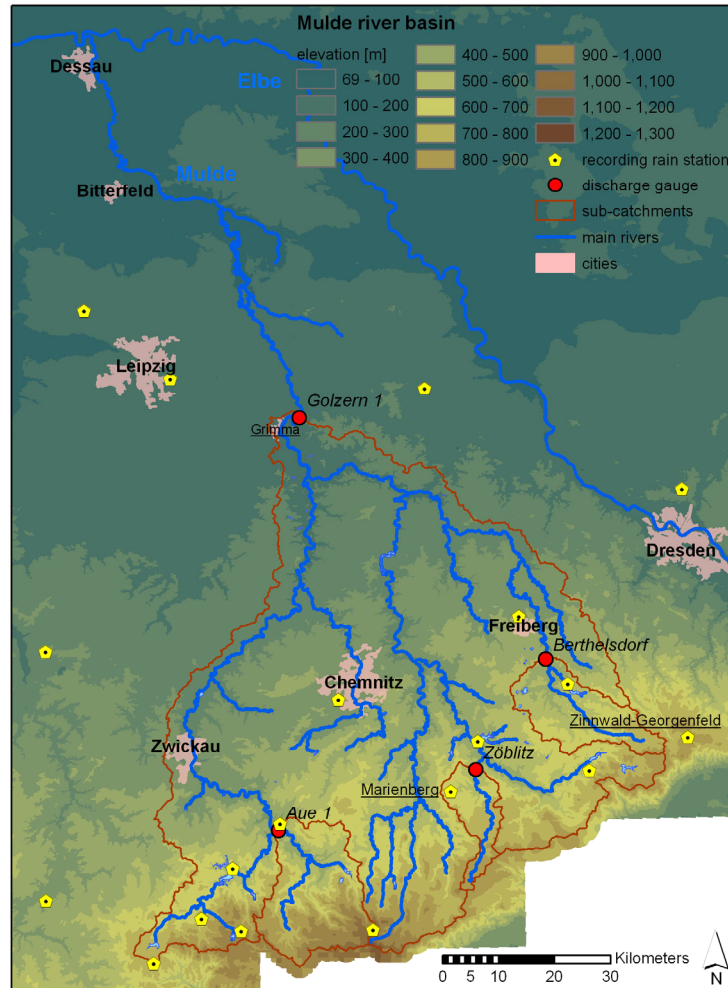 Mulde river basin
elevation [m]
69 - 100
100 - 200
200 - 300
300 - 400
400 - 500
500 - 600
600 - 700
700 - 800
800 - 900
900 - 1,000
1,000 - 1,100
1,100 - 1,200
1,200 - 1,300
recording rain station
discharge gauge
sub-catchments
main rivers
cities
Dessau
Elbe
Mulde
Bitterfeld
Leipzig
Golzern 1
Grimma
Dresden
Freiberg
Berthelsdorf
Chemnitz
Zinnwald-Georgenfeld
Zwickau
Zöblitz
Marienberg
Aue 1
Kilometers
0 5 10 20 30
N